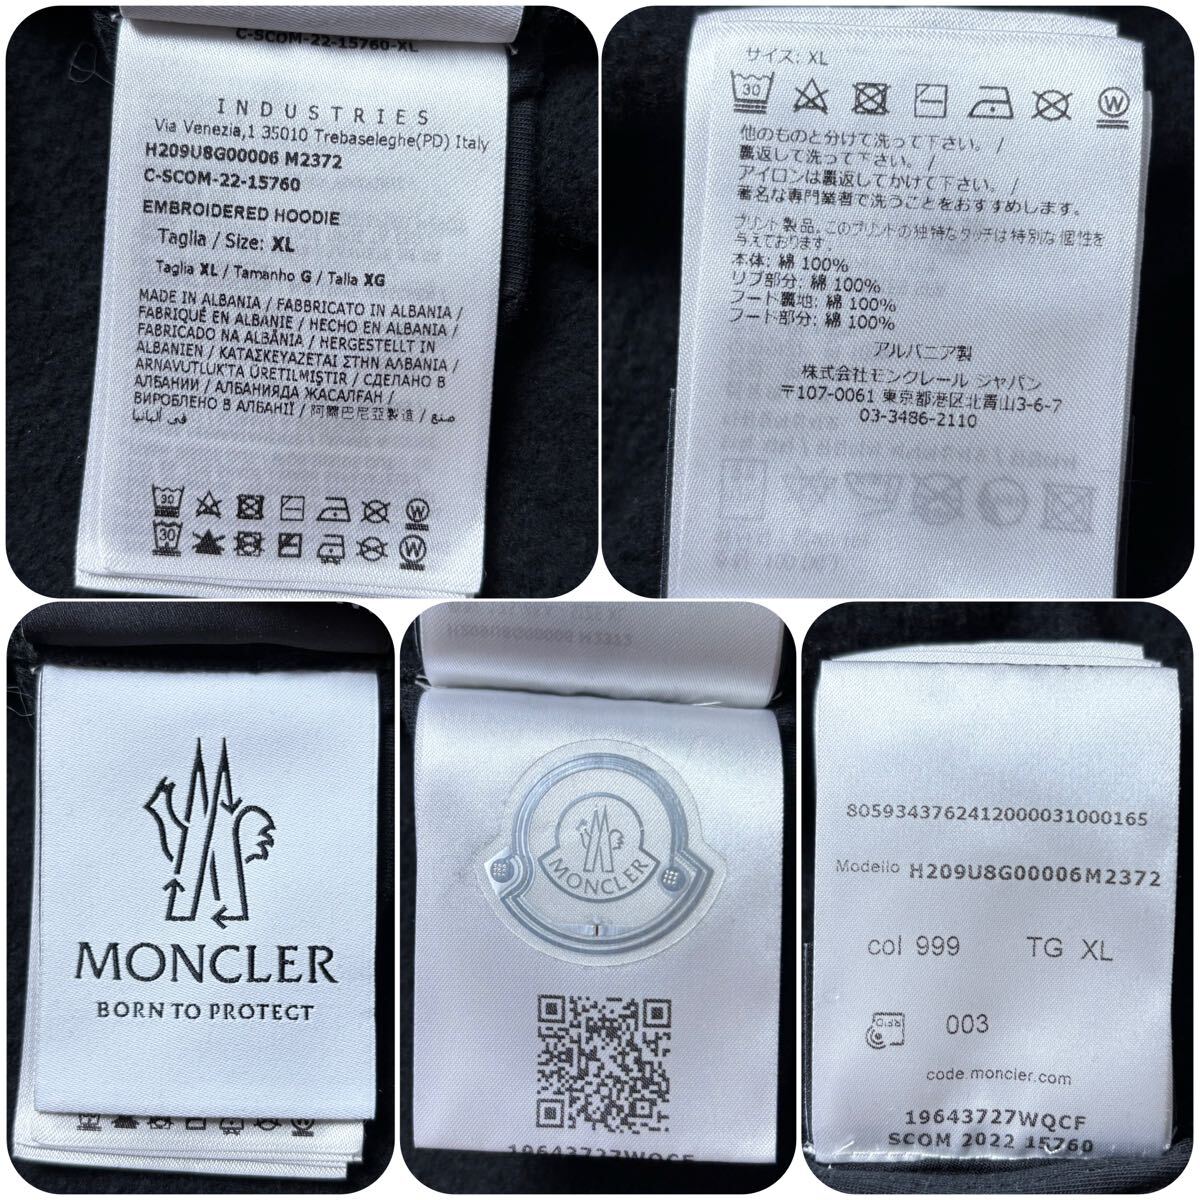 C-SCOM-22-15760-XL
INDUSTRIES
Via Venezia,1 35010 Trebaseleghe(PD) Italy
H209U8G00006 M2372
C-SCOM-22-15760
EMBROIDERED HOODIE
Taglia / Size: XL
Taglia XL / Tamanho G / Talla XG
MADE IN ALBANIA / FABBRICATO IN ALBANIA /
FABRIQUÉ EN ALBANIE / HECHO EN ALBANIA /
FABRICADO NA ALBÂNIA / HERGESTELLT IN
ALBANIEN / ΚΑΤΑΣΚΕΥΑΖΕΤΑΙ ΣΤΗΝ ΑΛΒΑΝΙΑ /
ARNAVUTLUK'TA ÜRETİLMİŞTİR / СДЕЛАНО В
АЛБАНИИ / АЛБАНИЯДА ЖАСАЛҒАН /
ВИРОБЛЕНО В АЛБАНІЇ / 阿爾巴尼亞製造 / صنع
في ألبانيا
30
W
30
W
サイズ: XL
30
W
他のものと分けて洗って下さい。 /
裏返して洗って下さい。 /
アイロンは裏返してかけて下さい。 /
著名な専門業者で洗うことをおすすめします。
プリント製品。このプリントの独特なタッチは特別な個性を
与えております。
本体: 綿 100%
リブ部分: 綿 100%
フード裏地: 綿 100%
フード部分: 綿 100%
アルバニア製
株式会社モンクレール ジャパン
〒107-0061 東京都港区北青山3-6-7
03-3486-2110
MONCLER
BORN TO PROTECT
H209U8G00006 M2372
MONCLER
19643727WQCF
8059343762412000031000165
Modello H209U8G00006M2372
col 999 TG XL
RFID 003
code.moncler.com
19643727WQCF
SCOM 2022 15760